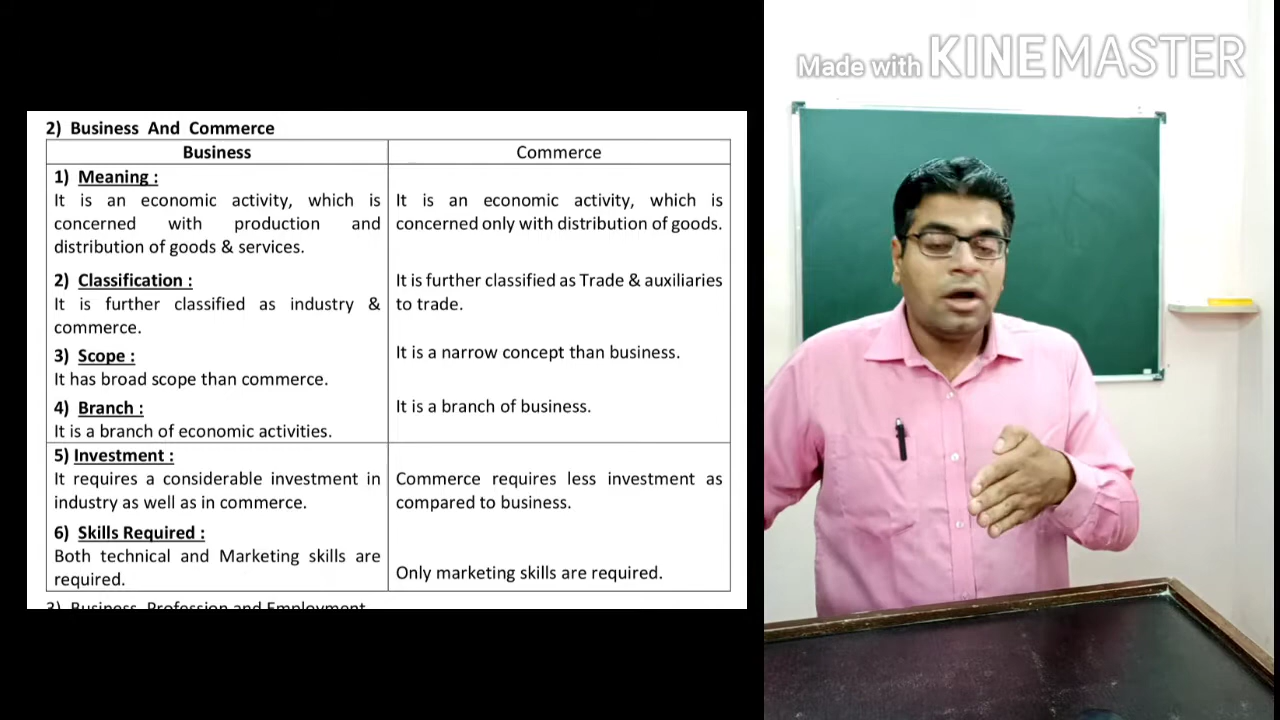 Made with KINEMASTER
2) Business And Commerce
Business
Commerce
1) Meaning :
It is an economic activity, which is
concerned with production and
distribution of goods & services.
It is an economic activity, which is
concerned only with distribution of goods.
2) Classification :
It is further classified as industry &
commerce.
It is further classified as Trade & auxiliaries
to trade.
3) Scope :
It has broad scope than commerce.
It is a narrow concept than business.
4) Branch :
It is a branch of economic activities.
It is a branch of business.
5) Investment :
It requires a considerable investment in
industry as well as in commerce.
Commerce requires less investment as
compared to business.
6) Skills Required :
Both technical and Marketing skills are
required.
Only marketing skills are required.
3) Business, Profession and Employment